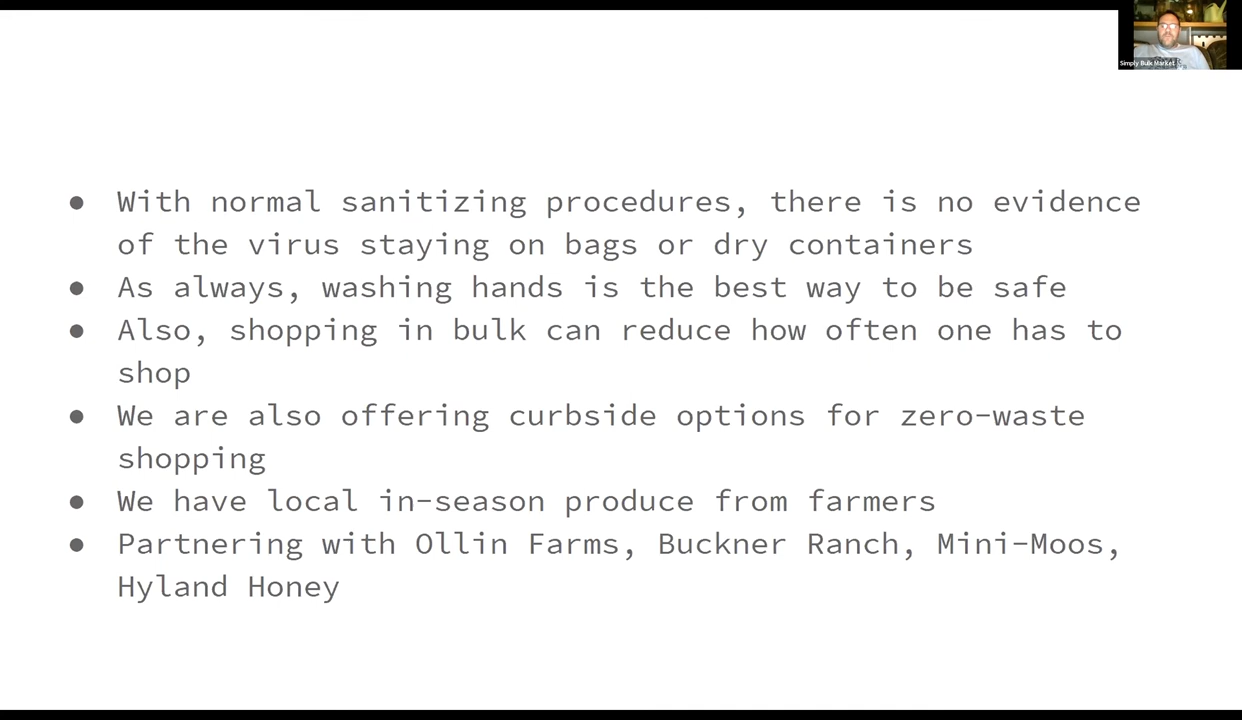 Simply Bulk Market
● With normal sanitizing procedures, there is no evidence
of the virus staying on bags or dry containers
● As always, washing hands is the best way to be safe
● Also, shopping in bulk can reduce how often one has to
shop
● We are also offering curbside options for zero-waste
shopping
● We have local in-season produce from farmers
● Partnering with Ollin Farms, Buckner Ranch, Mini-Moos,
Hyland Honey